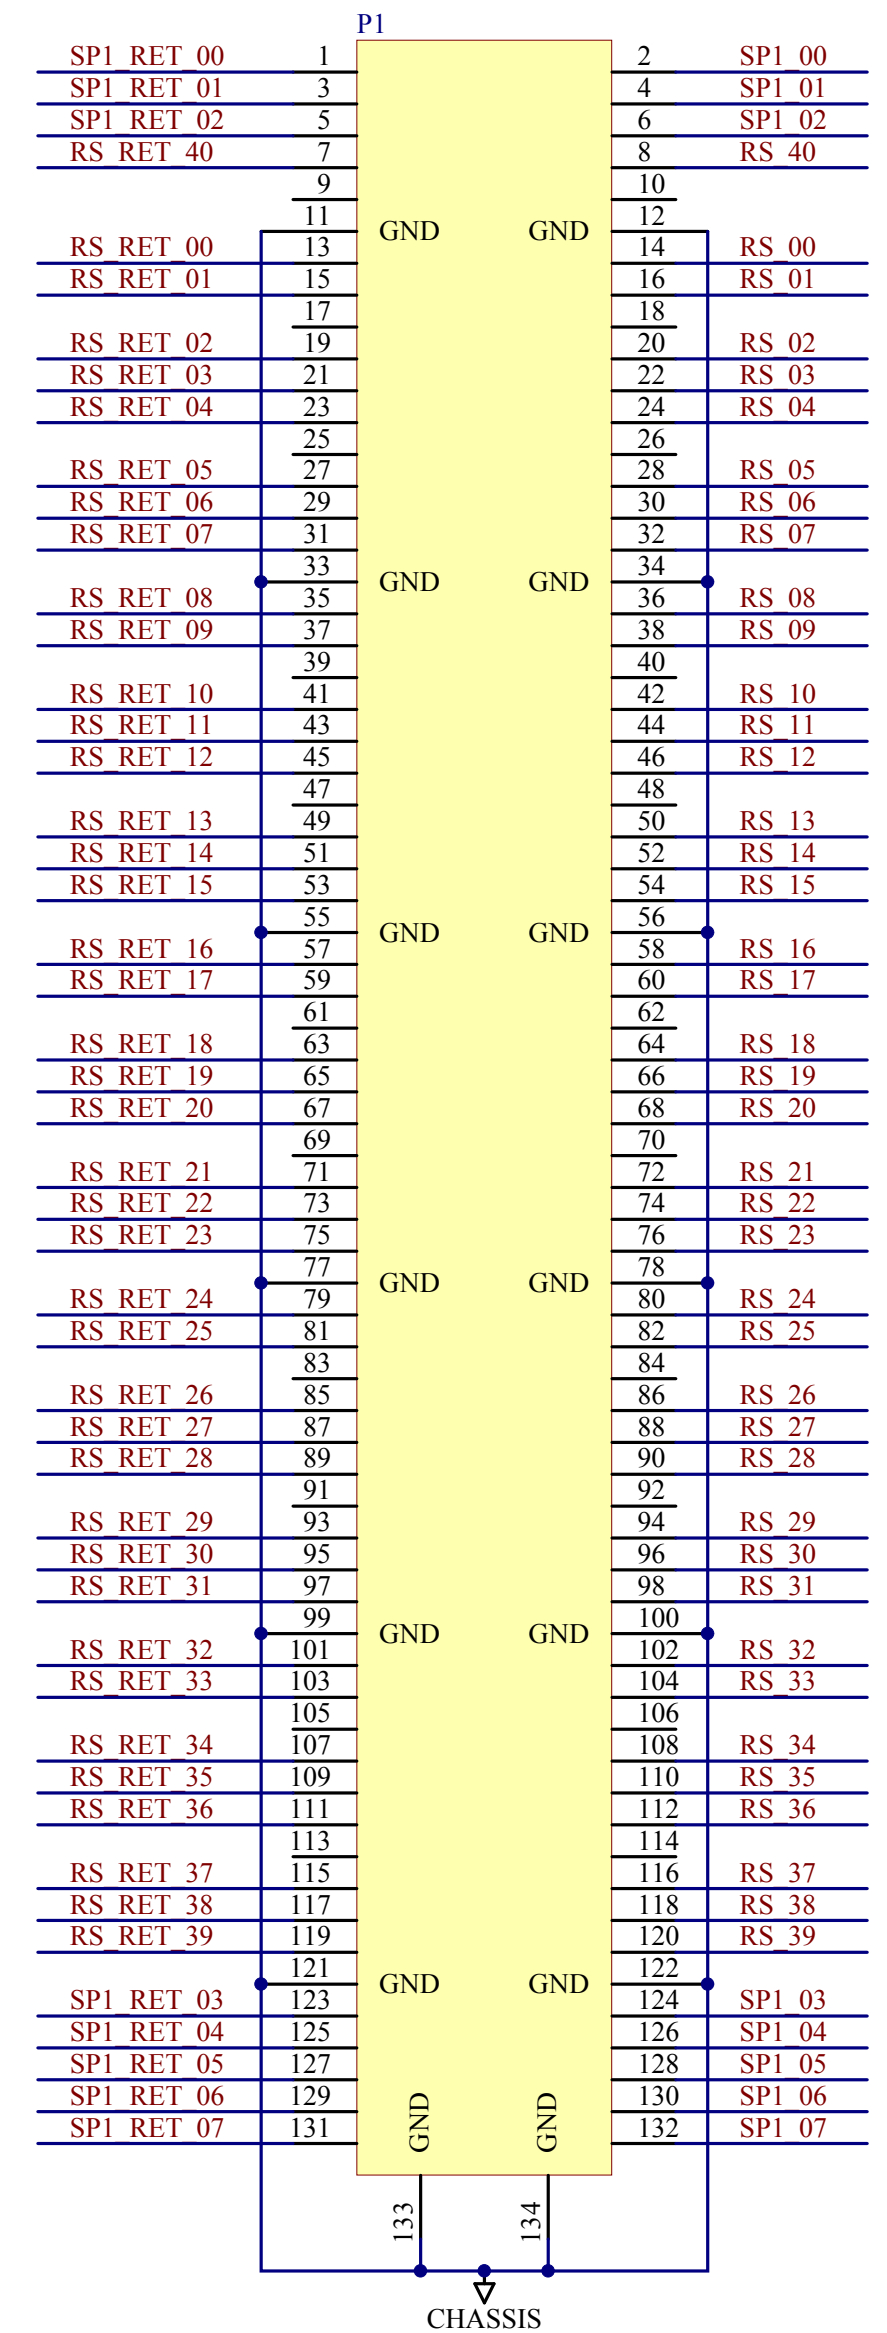 P1
SP1_RET_00 1 2 SP1_00
SP1_RET_01 3 4 SP1_01
SP1_RET_02 5 6 SP1_02
RS_RET_40 7 8 RS_40
9 10
11 GND GND 12
RS_RET_00 13 14 RS_00
RS_RET_01 15 16 RS_01
17 18
RS_RET_02 19 20 RS_02
RS_RET_03 21 22 RS_03
RS_RET_04 23 24 RS_04
25 26
RS_RET_05 27 28 RS_05
RS_RET_06 29 30 RS_06
RS_RET_07 31 32 RS_07
33 GND GND 34
RS_RET_08 35 36 RS_08
RS_RET_09 37 38 RS_09
39 40
RS_RET_10 41 42 RS_10
RS_RET_11 43 44 RS_11
RS_RET_12 45 46 RS_12
47 48
RS_RET_13 49 50 RS_13
RS_RET_14 51 52 RS_14
RS_RET_15 53 54 RS_15
55 GND GND 56
RS_RET_16 57 58 RS_16
RS_RET_17 59 60 RS_17
61 62
RS_RET_18 63 64 RS_18
RS_RET_19 65 66 RS_19
RS_RET_20 67 68 RS_20
69 70
RS_RET_21 71 72 RS_21
RS_RET_22 73 74 RS_22
RS_RET_23 75 76 RS_23
77 GND GND 78
RS_RET_24 79 80 RS_24
RS_RET_25 81 82 RS_25
83 84
RS_RET_26 85 86 RS_26
RS_RET_27 87 88 RS_27
RS_RET_28 89 90 RS_28
91 92
RS_RET_29 93 94 RS_29
RS_RET_30 95 96 RS_30
RS_RET_31 97 98 RS_31
99 GND GND 100
RS_RET_32 101 102 RS_32
RS_RET_33 103 104 RS_33
105 106
RS_RET_34 107 108 RS_34
RS_RET_35 109 110 RS_35
RS_RET_36 111 112 RS_36
113 114
RS_RET_37 115 116 RS_37
RS_RET_38 117 118 RS_38
RS_RET_39 119 120 RS_39
121 GND GND 122
SP1_RET_03 123 124 SP1_03
SP1_RET_04 125 126 SP1_04
SP1_RET_05 127 128 SP1_05
SP1_RET_06 129 130 SP1_06
SP1_RET_07 131 132 SP1_07
GND GND
133 134
CHASSIS